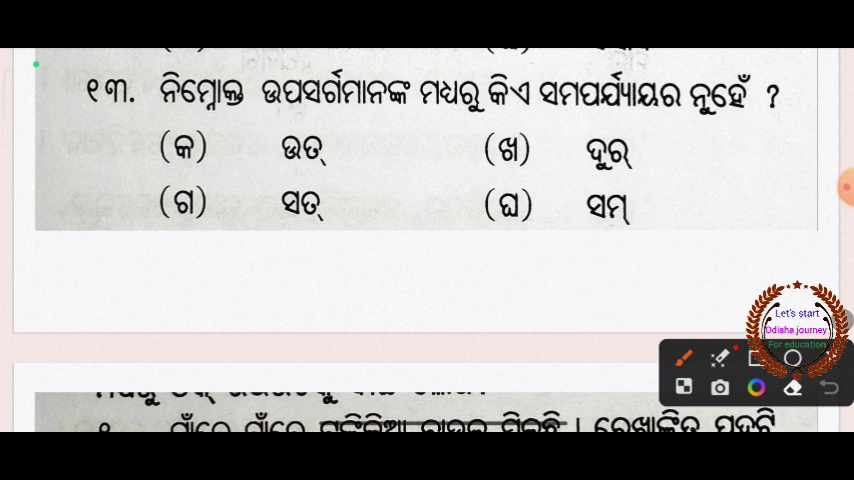 ୧୩. ନିମ୍ନୋକ୍ତ ଉପସର୍ଗମାନଙ୍କ ମଧ୍ୟରୁ କିଏ ସମପର୍ଯ୍ୟାୟର ନୁହେଁ ?
(କ) ଉତ୍ (ଖ) ଦୁର୍
(ଗ) ସତ୍ (ଘ) ସମ୍
Let's start
Odisha journey
For education